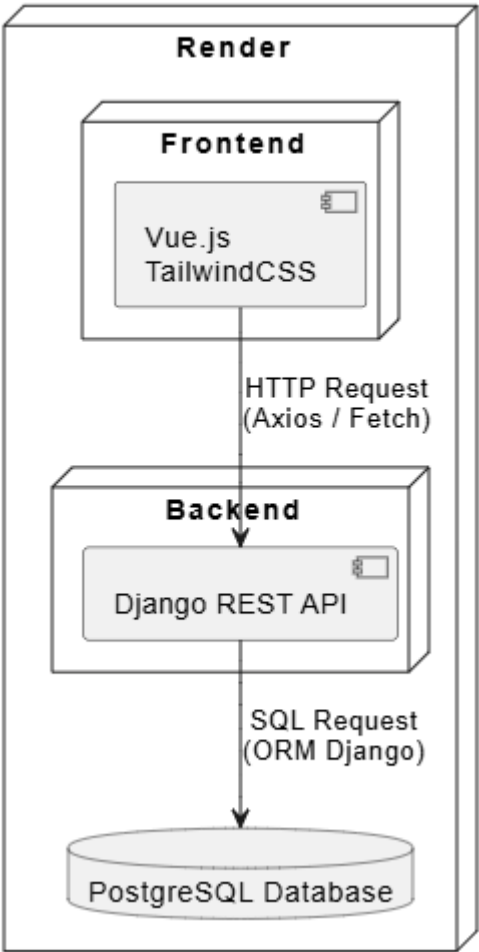 Render
Frontend
Vue.js
TailwindCSS
HTTP Request
(Axios / Fetch)
Backend
Django REST API
SQL Request
(ORM Django)
PostgreSQL Database